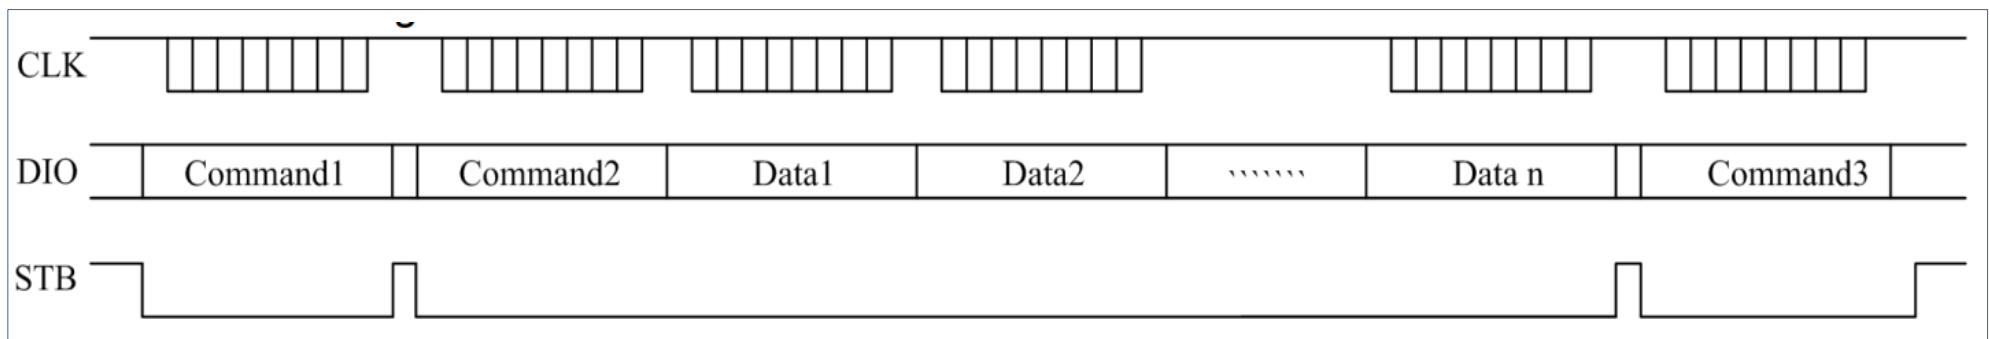 CLK
DIO Command1 Command2 Data1 Data2 ``````` Data n Command3
STB